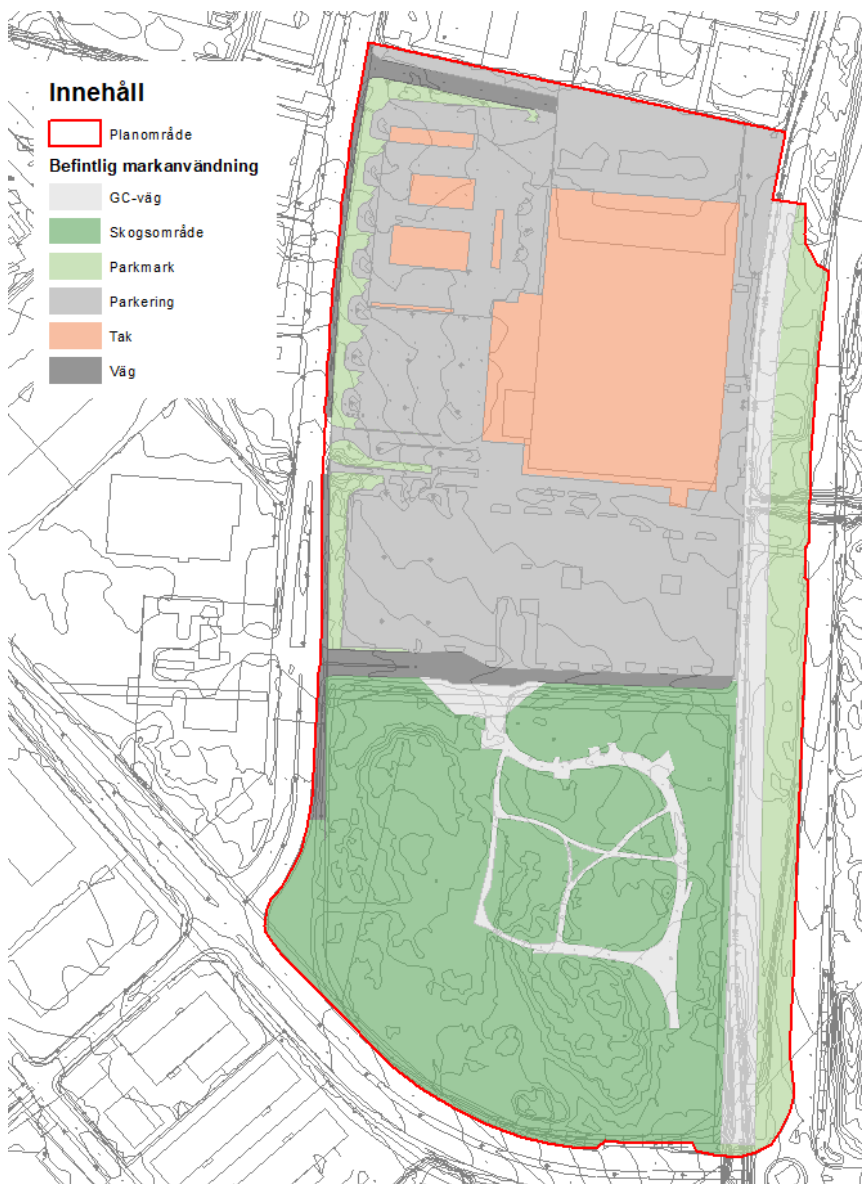 Innehåll
Planområde
Befintlig markanvändning
GC-väg
Skogsområde
Parkmark
Parkering
Tak
Väg